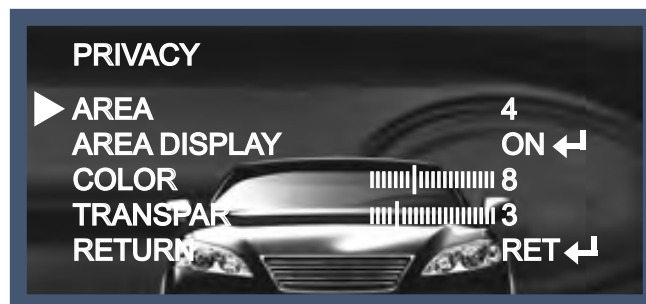 PRIVACY
AREA 4
AREA DISPLAY ON
COLOR 8
TRANSPAR 3
RETURN RET